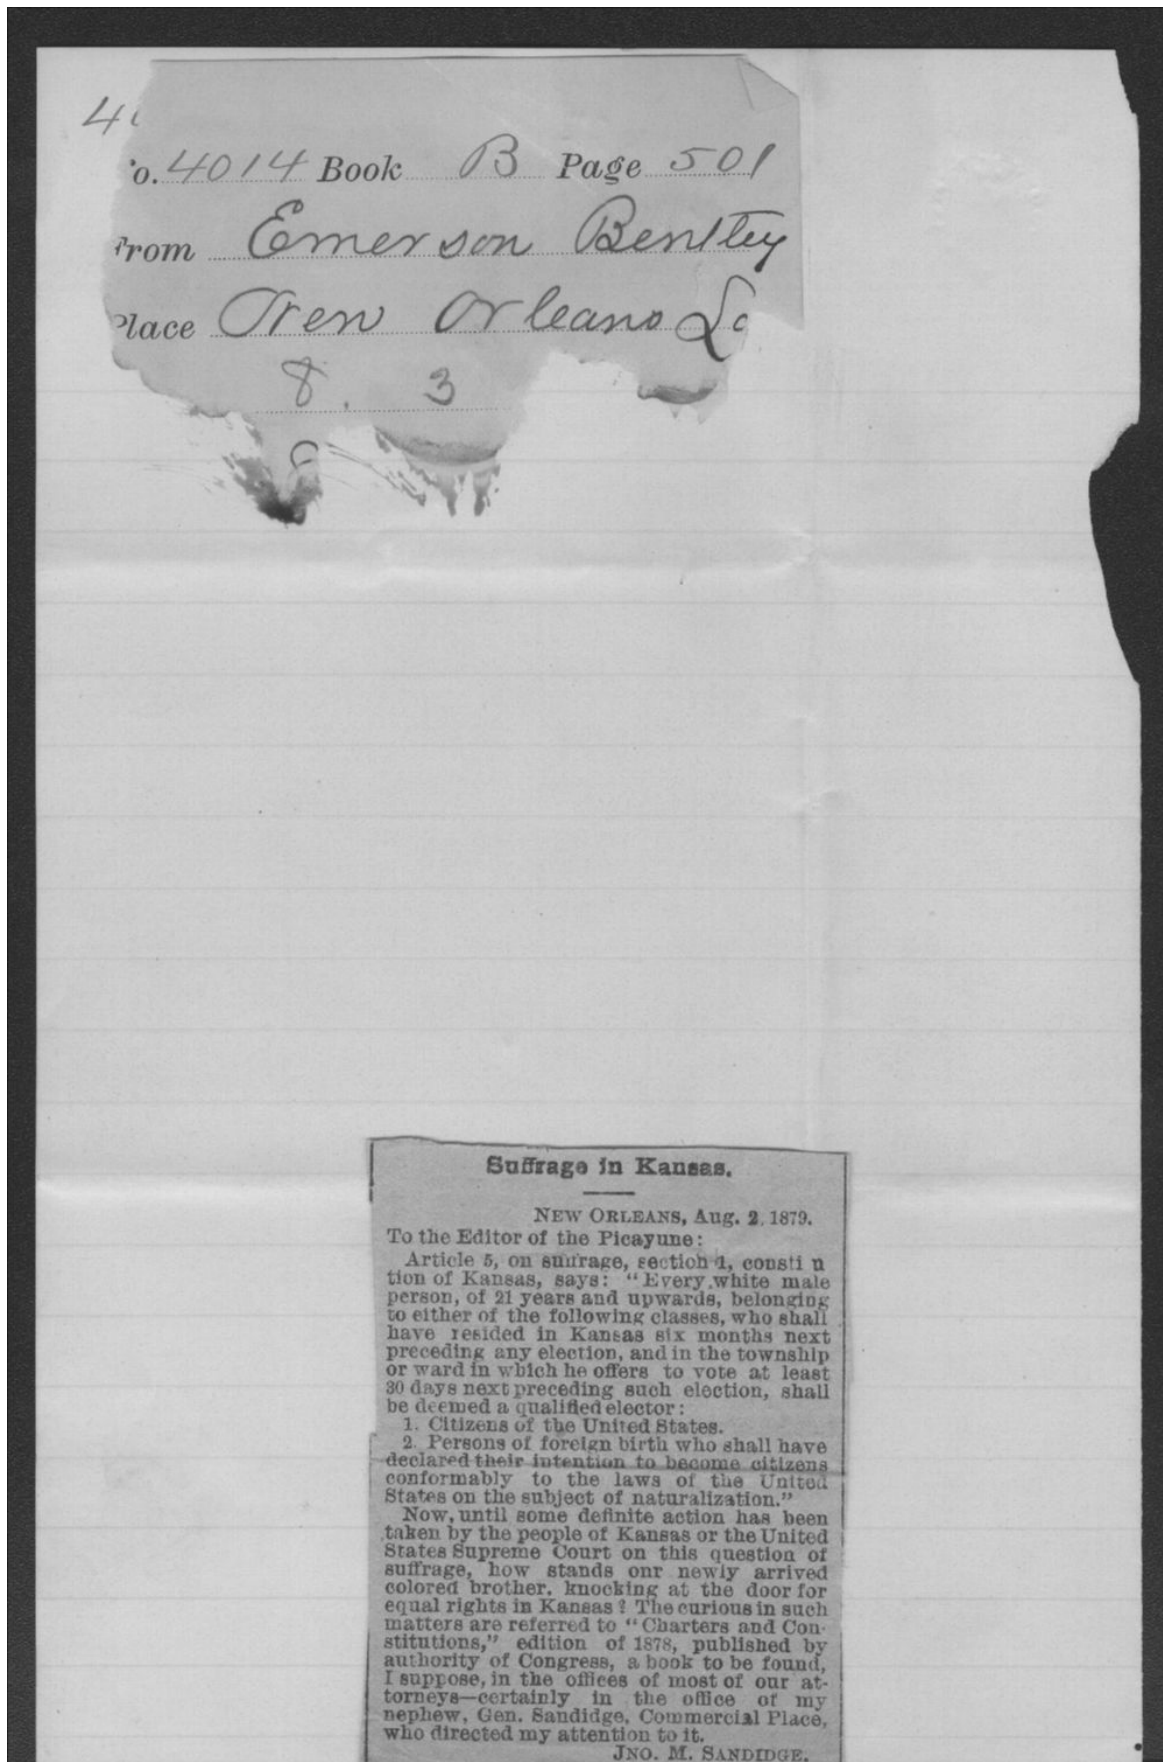 4
o. 4014 Book B Page 501
From Emerson Bentley
Place New Orleans La
8. 3
Suffrage in Kansas.
NEW ORLEANS, Aug. 2, 1879.
To the Editor of the Picayune:
Article 5, on suffrage, section 1, consti u
tion of Kansas, says: "Every white male
person, of 21 years and upwards, belonging
to either of the following classes, who shall
have resided in Kansas six months next
preceding any election, and in the township
or ward in which he offers to vote at least
30 days next preceding such election, shall
be deemed a qualified elector:
1. Citizens of the United States.
2. Persons of foreign birth who shall have
declared their intention to become citizens
conformably to the laws of the United
States on the subject of naturalization."
Now, until some definite action has been
taken by the people of Kansas or the United
States Supreme Court on this question of
suffrage, how stands onr newly arrived
colored brother, knocking at the door for
equal rights in Kansas? The curious in such
matters are referred to "Charters and Con-
stitutions," edition of 1878, published by
authority of Congress, a book to be found,
I suppose, in the offices of most of our at-
torneys—certainly in the office of my
nephew, Gen. Sandidge, Commercial Place,
who directed my attention to it.
JNO. M. SANDIDGE.